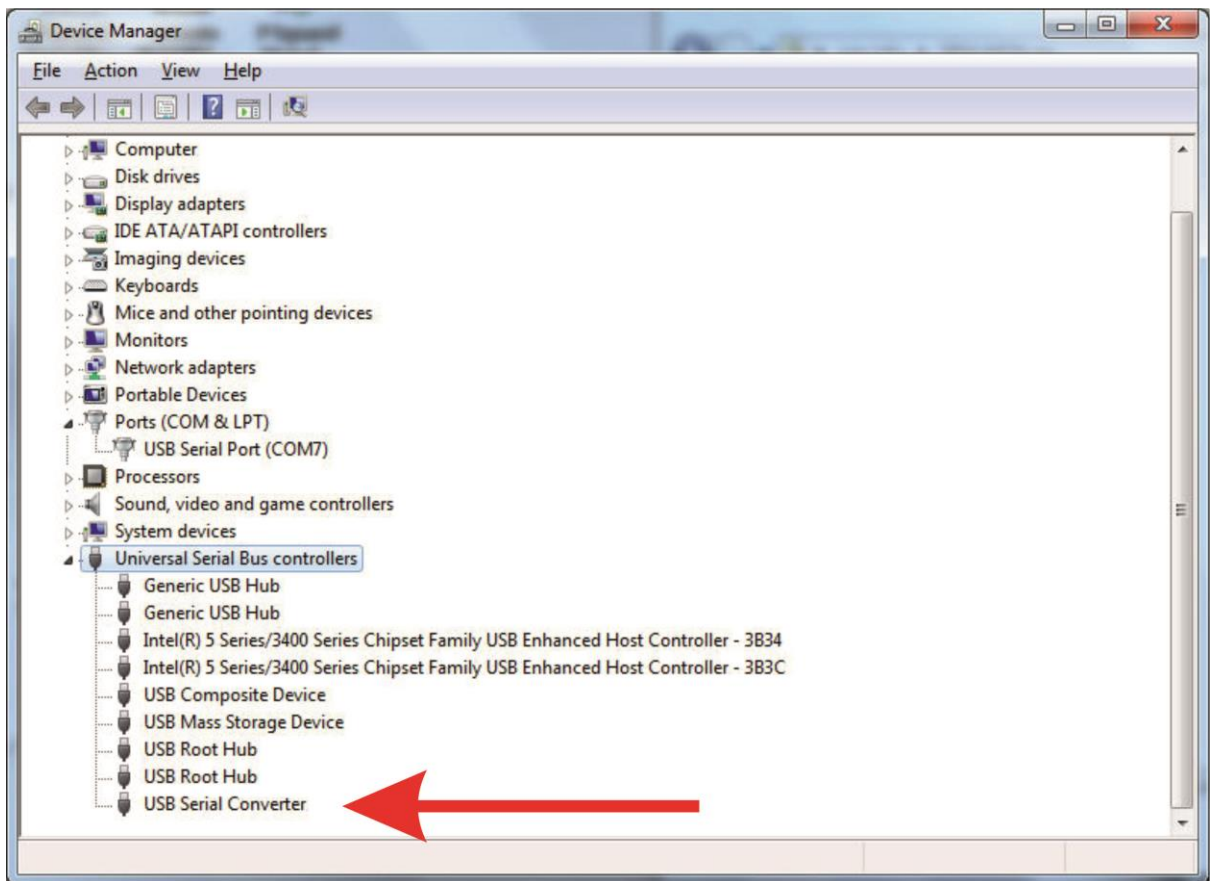 Device Manager
File Action View Help
Computer
Disk drives
Display adapters
IDE ATA/ATAPI controllers
Imaging devices
Keyboards
Mice and other pointing devices
Monitors
Network adapters
Portable Devices
Ports (COM & LPT)
USB Serial Port (COM7)
Processors
Sound, video and game controllers
System devices
Universal Serial Bus controllers
Generic USB Hub
Generic USB Hub
Intel(R) 5 Series/3400 Series Chipset Family USB Enhanced Host Controller - 3B34
Intel(R) 5 Series/3400 Series Chipset Family USB Enhanced Host Controller - 3B3C
USB Composite Device
USB Mass Storage Device
USB Root Hub
USB Root Hub
USB Serial Converter